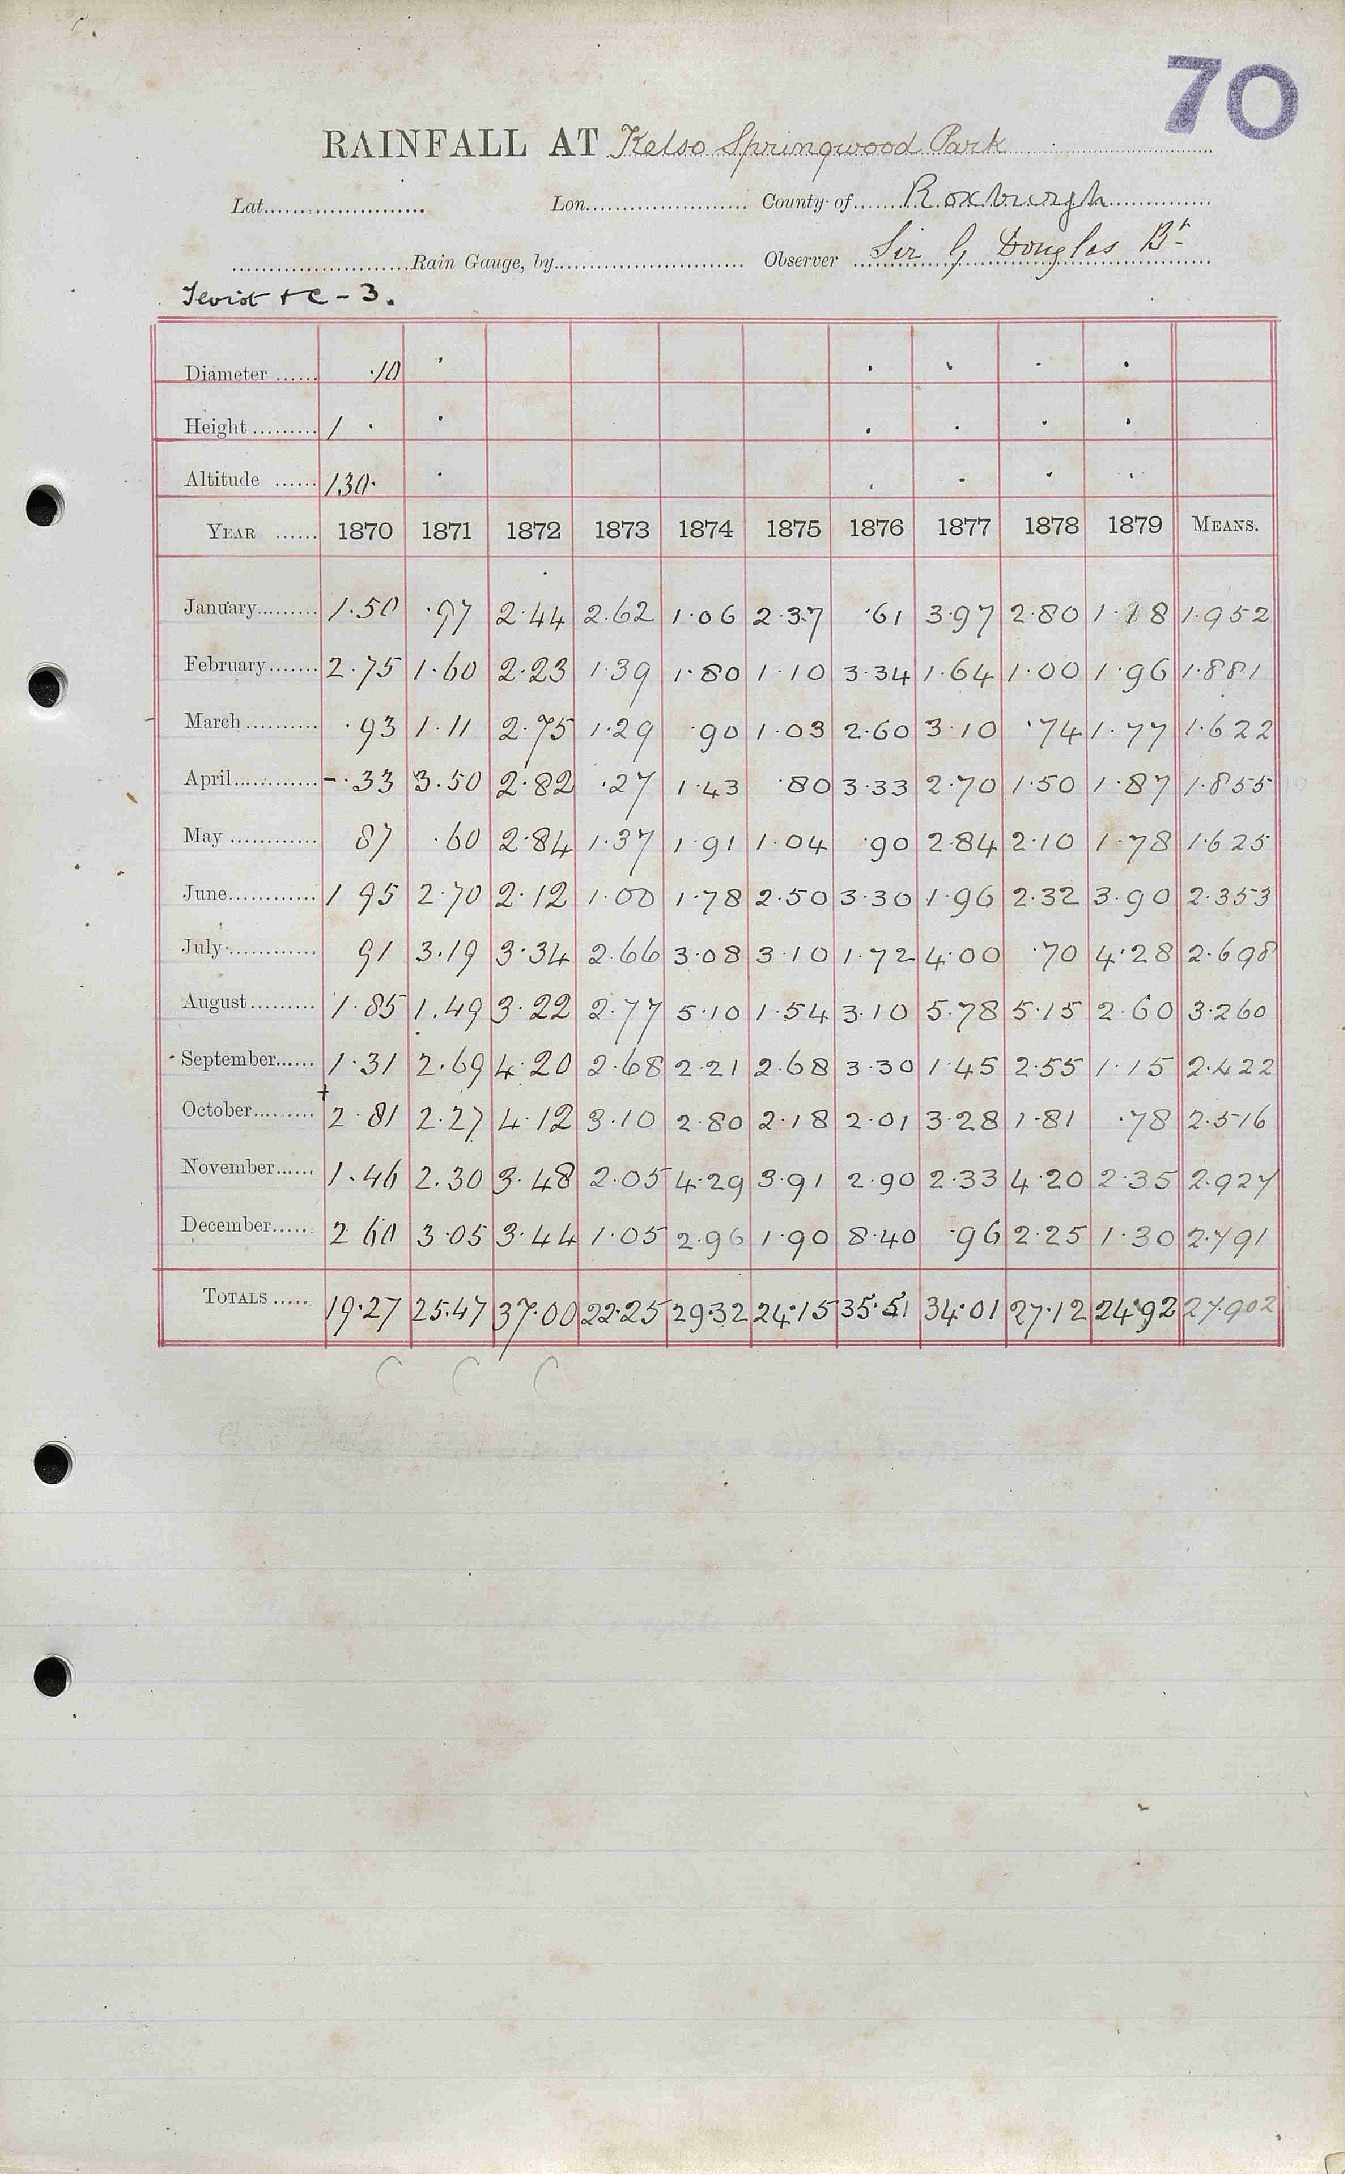 70
RAINFALL AT Kelso Springwood Park
Lat. Lon. County of Roxburgh
Rain Gauge, by Observer Sir G Douglas Bt
Teviot & C - 3.
Diameter 10
Height 1
Altitude 130
YEAR 1870 1871 1872 1873 1874 1875 1876 1877 1878 1879 MEANS.
January 1.50 .97 2.44 2.62 1.06 2.37 .61 3.97 2.80 1.18 1.952
February 2.75 1.60 2.23 1.39 1.80 1.10 3.34 1.64 1.00 1.96 1.881
March .93 1.11 2.75 1.29 .90 1.03 2.60 3.10 .74 1.77 1.622
April -.33 3.50 2.82 .27 1.43 .80 3.33 2.70 1.50 1.87 1.855
May 87 .60 2.84 1.37 1.91 1.04 .90 2.84 2.10 1.78 1.625
June 1 95 2.70 2.12 1.00 1.78 2.50 3.30 1.96 2.32 3.90 2.353
July 91 3.19 3.34 2.66 3.08 3.10 1.72 4.00 .70 4.28 2.698
August 1.85 1.49 3.22 2.77 5.10 1.54 3.10 5.78 5.15 2.60 3.260
September 1.31 2.69 4.20 2.68 2.21 2.68 3.30 1.45 2.55 1.15 2.422
October 2.81 2.27 4.12 3.10 2.80 2.18 2.01 3.28 1.81 .78 2.516
November 1.46 2.30 3.48 2.05 4.29 3.91 2.90 2.33 4.20 2.35 2.927
December 2 60 3.05 3.44 1.05 2.96 1.90 8.40 .96 2.25 1.30 2.791
TOTALS 19.27 25.47 37.00 22.25 29.32 24.15 35.51 34.01 27.12 24.92 27.902